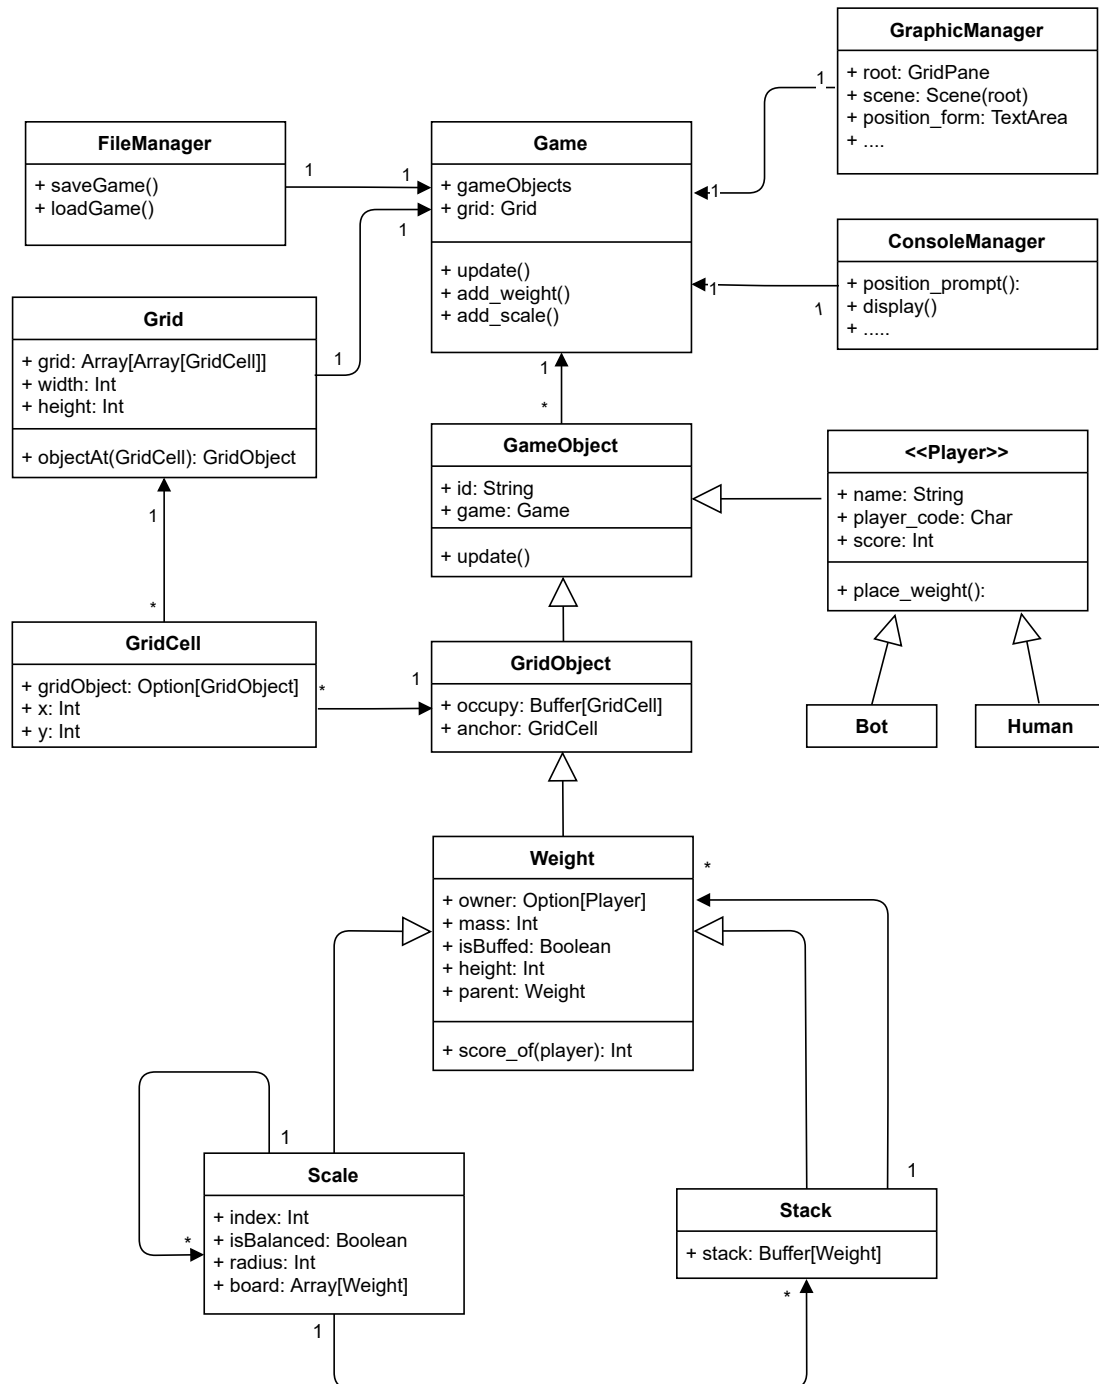 GraphicManager
+ root: GridPane
+ scene: Scene(root)
+ position_form: TextArea
+ ....
1
1
FileManager
+ saveGame()
+ loadGame()
1
1
Game
+ gameObjects
+ grid: Grid
+ update()
+ add_weight()
+ add_scale()
1
1
ConsoleManager
+ position_prompt():
+ display()
+ .....
1
1
Grid
+ grid: Array[Array[GridCell]]
+ width: Int
+ height: Int
+ objectAt(GridCell): GridObject
1
*
1
*
GameObject
+ id: String
+ game: Game
+ update()
<<Player>>
+ name: String
+ player_code: Char
+ score: Int
+ place_weight():
GridCell
+ gridObject: Option[GridObject]
+ x: Int
+ y: Int
*
1
GridObject
+ occupy: Buffer[GridCell]
+ anchor: GridCell
Bot
Human
Weight
+ owner: Option[Player]
+ mass: Int
+ isBuffed: Boolean
+ height: Int
+ parent: Weight
+ score_of(player): Int
*
1
1
*
Scale
+ index: Int
+ isBalanced: Boolean
+ radius: Int
+ board: Array[Weight]
Stack
+ stack: Buffer[Weight]
1
*